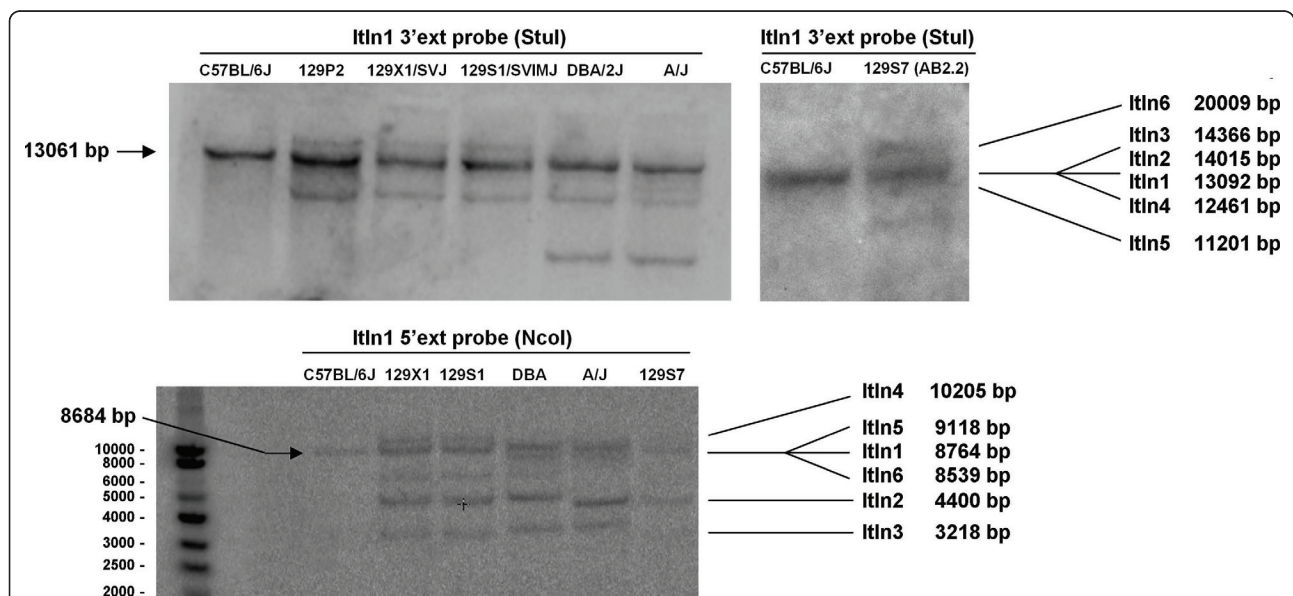 Itln1 3’ext probe (StuI)
C57BL/6J 129P2 129X1/SVJ 129S1/SVIMJ DBA/2J A/J
13061 bp
Itln1 3’ext probe (StuI)
C57BL/6J 129S7 (AB2.2)
Itln6 20009 bp
Itln3 14366 bp
Itln2 14015 bp
Itln1 13092 bp
Itln4 12461 bp
Itln5 11201 bp
Itln1 5’ext probe (NcoI)
C57BL/6J 129X1 129S1 DBA A/J 129S7
8684 bp
10000 -
8000 -
6000 -
5000 -
4000 -
3000 -
2500 -
2000 -
Itln4 10205 bp
Itln5 9118 bp
Itln1 8764 bp
Itln6 8539 bp
Itln2 4400 bp
Itln3 3218 bp